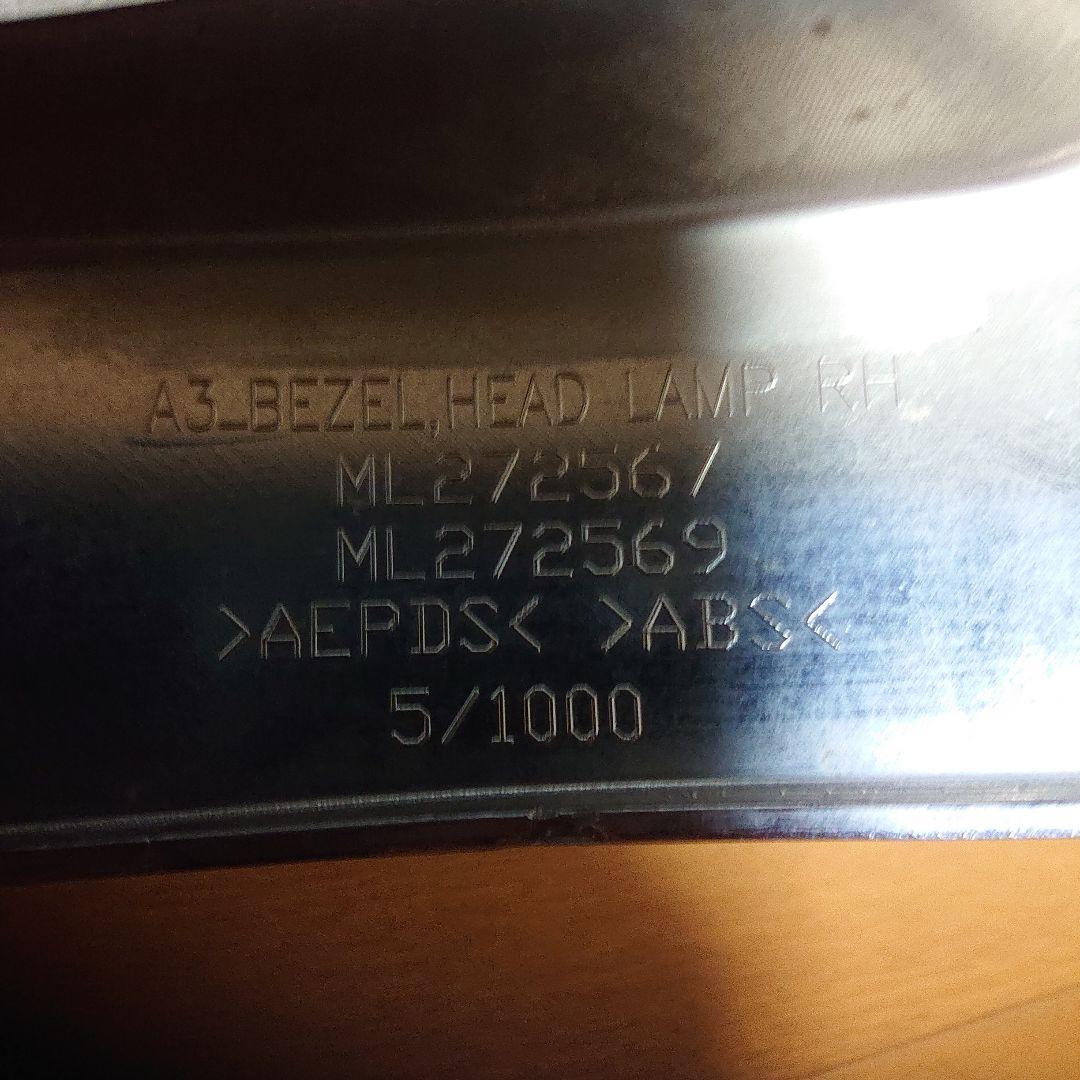 A3_BEZEL,HEAD LAMP RH
ML272567
ML272569
>AEPDS< >ABS<
5/1000